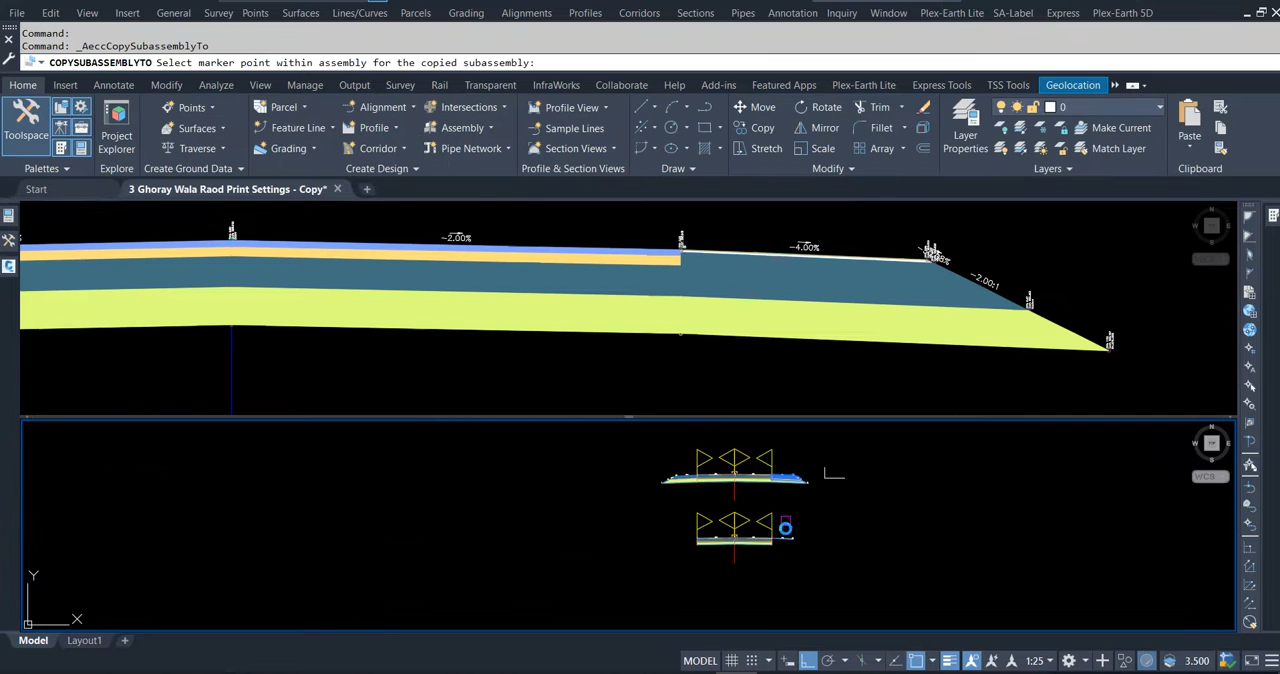 File Edit View Insert General Survey Points Surfaces Lines/Curves Parcels Grading Alignments Profiles Corridors Sections Pipes Annotation Inquiry Window Plex-Earth Lite SA-Label Express Plex-Earth 5D
Command:
Command: _AeccCopySubassemblyTo
COPYSUBASSEMBLYTO Select marker point within assembly for the copied subassembly:
Home Insert Annotate Modify Analyze View Manage Output Survey Rail Transparent InfraWorks Collaborate Help Add-ins Featured Apps Plex-Earth Lite Express Tools TSS Tools Geolocation
Toolspace
Palettes
Project Explorer
Explore
Points Surfaces Traverse
Create Ground Data
Parcel Alignment Intersections
Feature Line Profile Assembly
Grading Corridor Pipe Network
Create Design
Profile View
Sample Lines
Section Views
Profile & Section Views
Draw
Move Rotate Trim
Copy Mirror Fillet
Stretch Scale Array
Modify
Layer Properties
0
Make Current
Match Layer
Layers
Paste
Clipboard
Start 3 Ghoray Wala Raod Print Settings - Copy*
-2.00%
-4.00%
-2.00:1
N
W E
S
N
W TOP E
S
WCS
Y
X
Model Layout1
MODEL 1:25 3.500